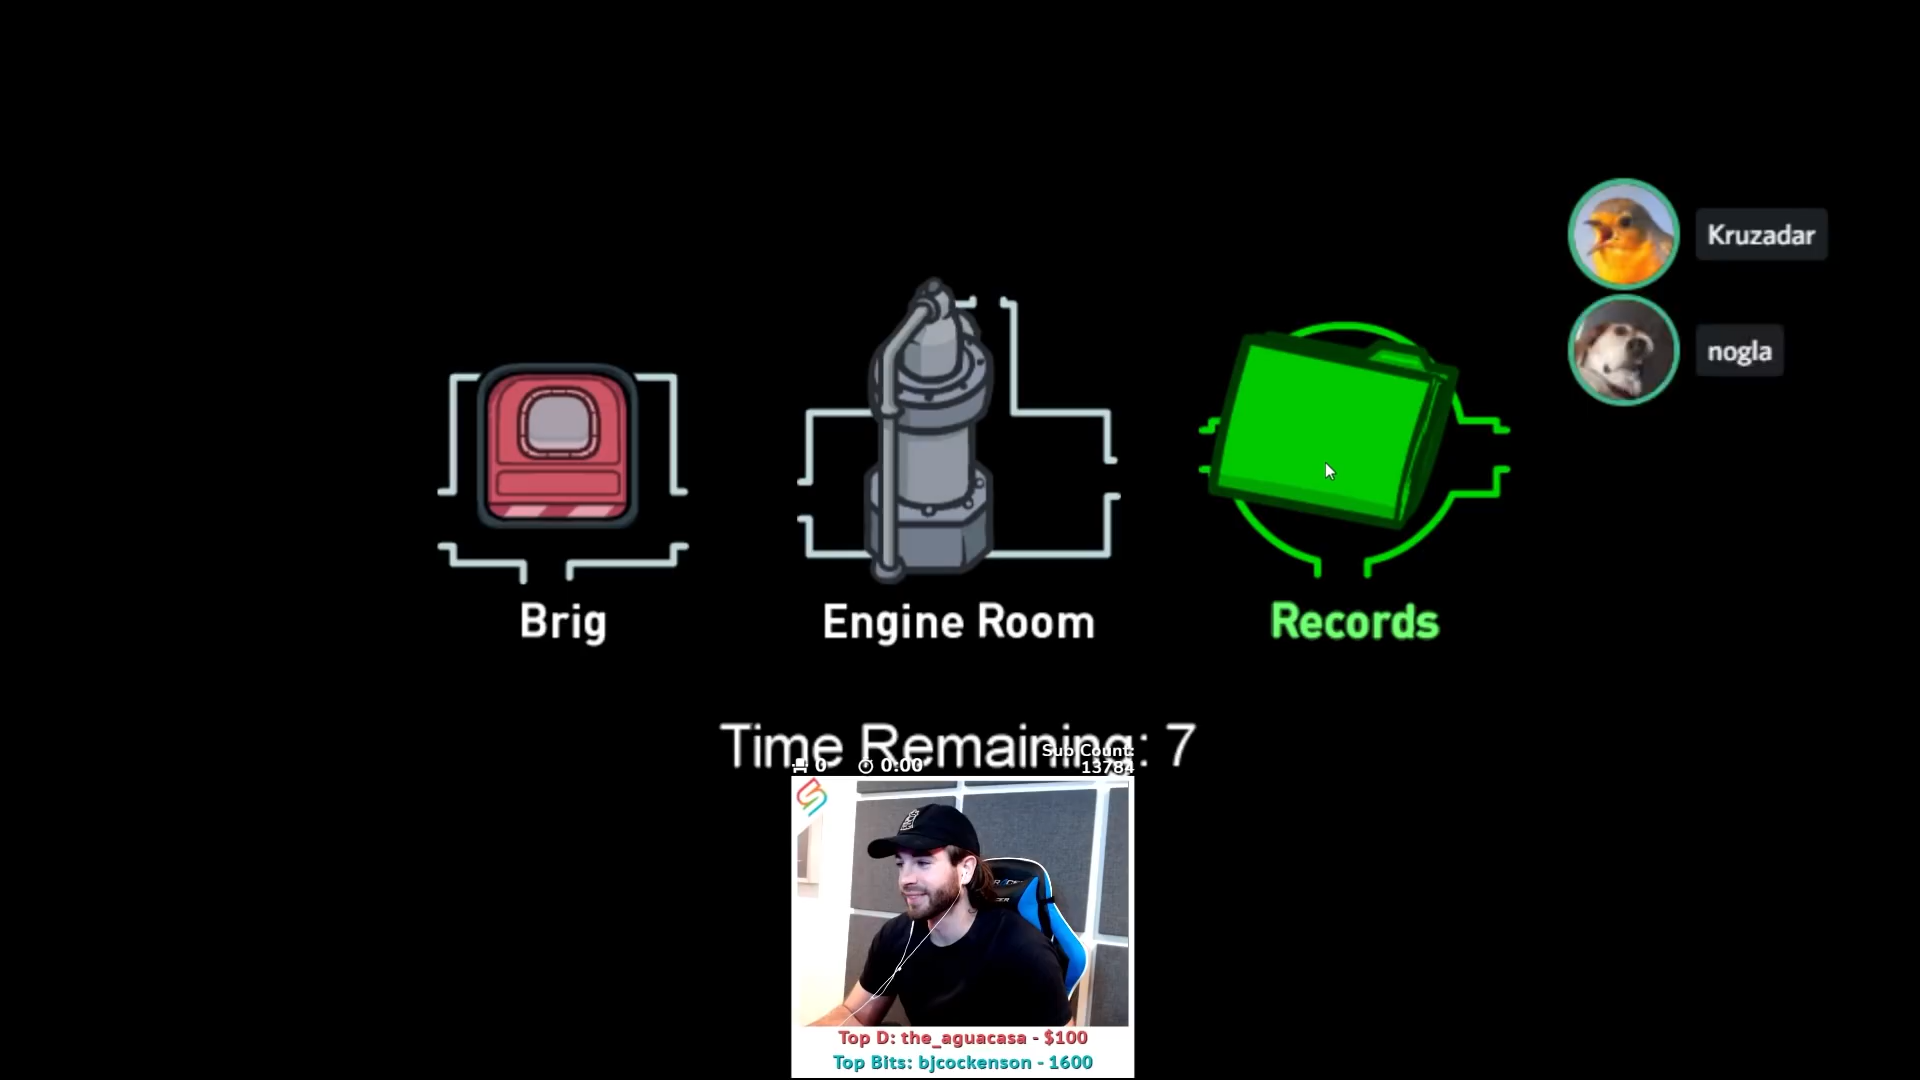 Kruzadar
nogla
Brig
Engine Room
Records
Time Remaining: 7
Sub Count:
0
0:00
13784
Top D: the_aguacasa - $100
Top Bits: bjcockenson - 1600